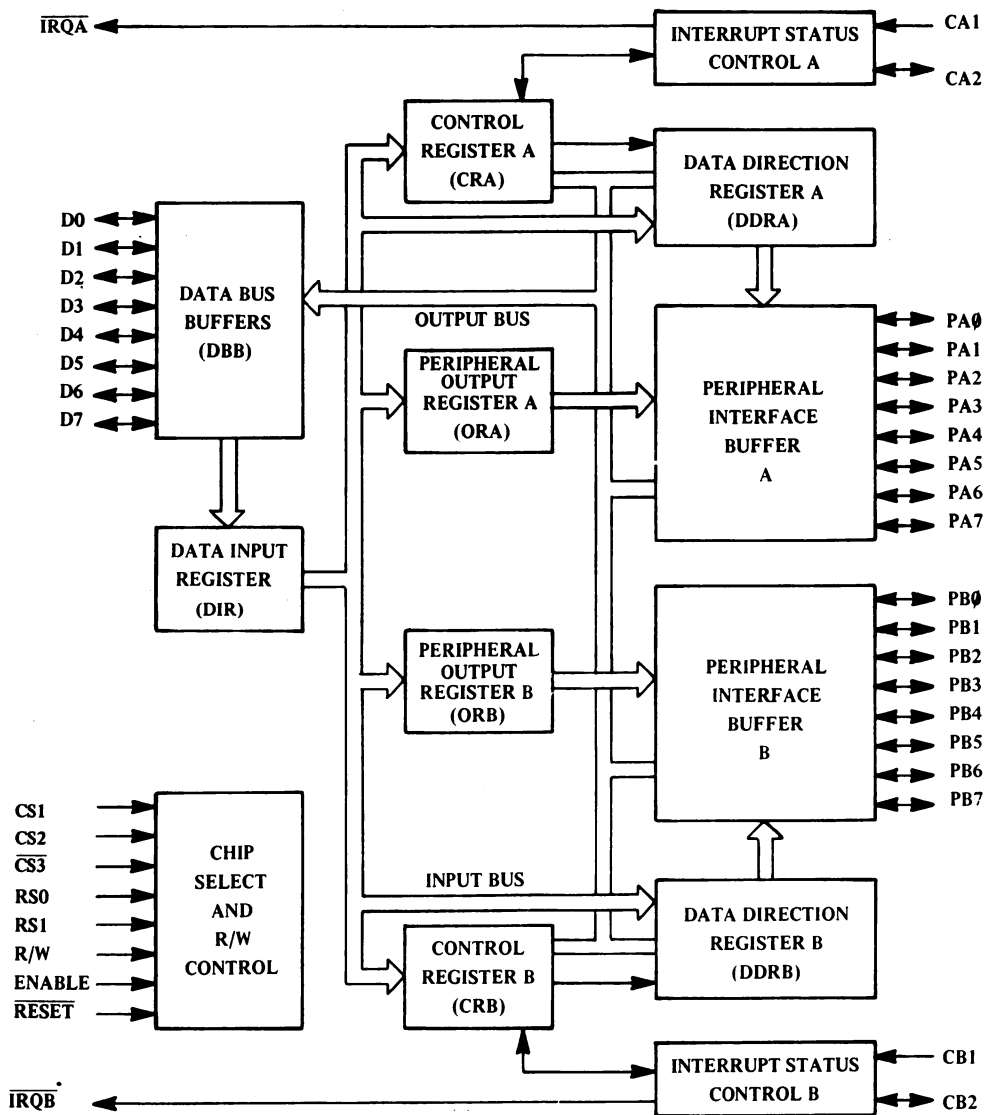 IRQA
INTERRUPT STATUS
CONTROL A
CA1
CA2
CONTROL
REGISTER A
(CRA)
DATA DIRECTION
REGISTER A
(DDRA)
D0
D1
D2
D3
D4
D5
D6
D7
DATA BUS
BUFFERS
(DBB)
OUTPUT BUS
PERIPHERAL
OUTPUT
REGISTER A
(ORA)
PERIPHERAL
INTERFACE
BUFFER
A
PA0
PA1
PA2
PA3
PA4
PA5
PA6
PA7
DATA INPUT
REGISTER
(DIR)
PERIPHERAL
OUTPUT
REGISTER B
(ORB)
PERIPHERAL
INTERFACE
BUFFER
B
PB0
PB1
PB2
PB3
PB4
PB5
PB6
PB7
CS1
CS2
CS3
RS0
RS1
R/W
ENABLE
RESET
CHIP
SELECT
AND
R/W
CONTROL
INPUT BUS
CONTROL
REGISTER B
(CRB)
DATA DIRECTION
REGISTER B
(DDRB)
IRQB
INTERRUPT STATUS
CONTROL B
CB1
CB2